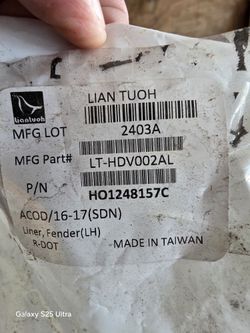 liantuoh
LIAN TUOH
MFG LOT
2403A
MFG Part#
LT-HDV002AL
P/N
HO1248157C
ACOD/16-17(SDN)
Liner, Fender(LH)
R-DOT
MADE IN TAIWAN
Galaxy S25 Ultra